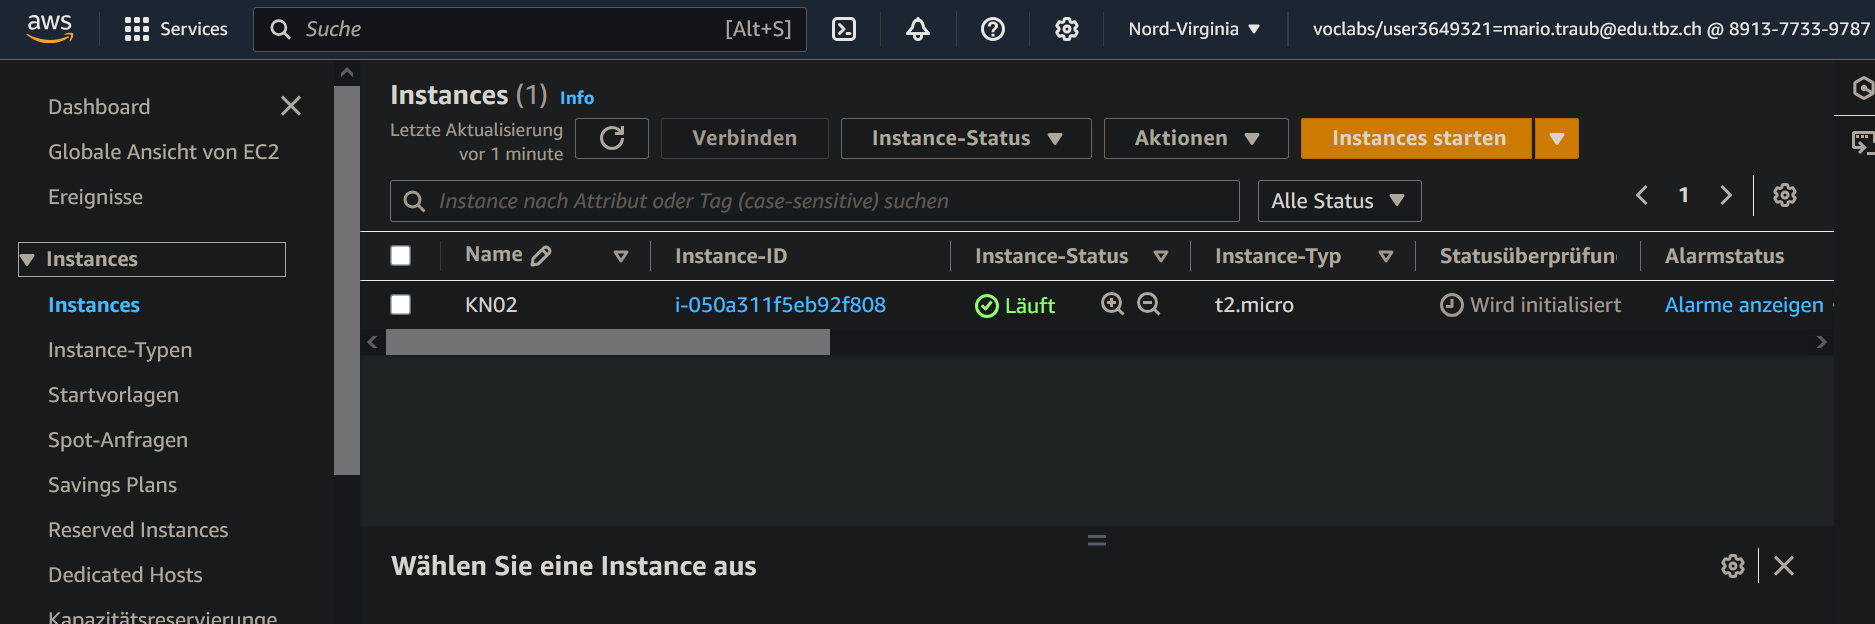 aws
Services
Suche [Alt+S]
Nord-Virginia
voclabs/user3649321=mario.traub@edu.tbz.ch @ 8913-7733-9787
Dashboard
Globale Ansicht von EC2
Ereignisse
Instances
Instances
Instance-Typen
Startvorlagen
Spot-Anfragen
Savings Plans
Reserved Instances
Dedicated Hosts
Kapazitätsreservierunge
Instances (1) Info
Letzte Aktualisierung
vor 1 minute
Verbinden
Instance-Status
Aktionen
Instances starten
Instance nach Attribut oder Tag (case-sensitive) suchen
Alle Status
1
Name Instance-ID Instance-Status Instance-Typ Statusüberprüfun Alarmstatus
KN02 i-050a311f5eb92f808 Läuft t2.micro Wird initialisiert Alarme anzeigen
Wählen Sie eine Instance aus